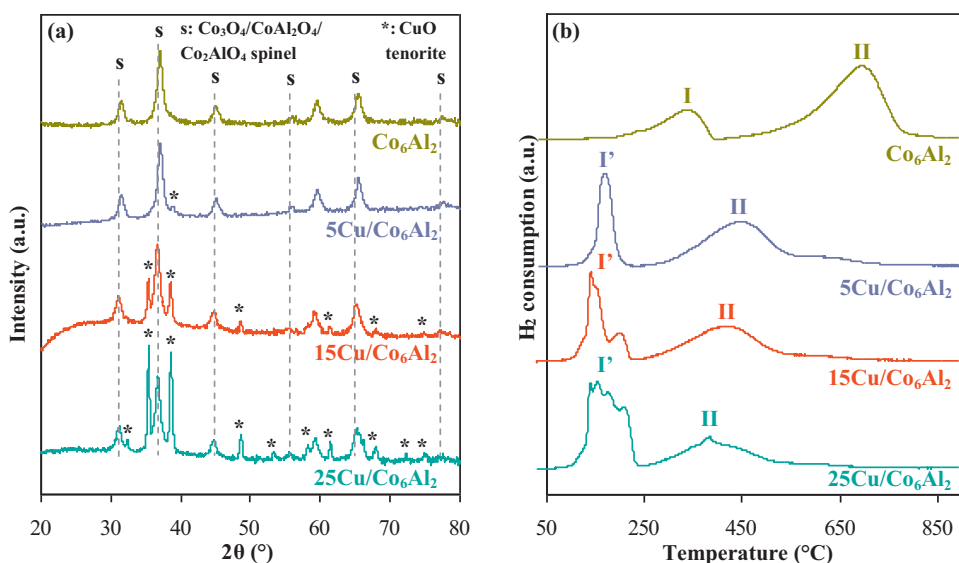 (a)
s
s: Co₃O₄/CoAl₂O₄/
Co₂AlO₄ spinel
*: CuO
tenorite
s
s
s
s
s
Co₆Al₂
*
5Cu/Co₆Al₂
* *
* * * *
15Cu/Co₆Al₂
* *
* * * * * * * * *
25Cu/Co₆Al₂
Intensity (a.u.)
20 30 40 50 60 70 80
2θ (°)
(b)
I
II
Co₆Al₂
I’
II
5Cu/Co₆Al₂
I’
II
15Cu/Co₆Al₂
I’
II
25Cu/Co₆Al₂
H₂ consumption (a.u.)
50 250 450 650 850
Temperature (°C)